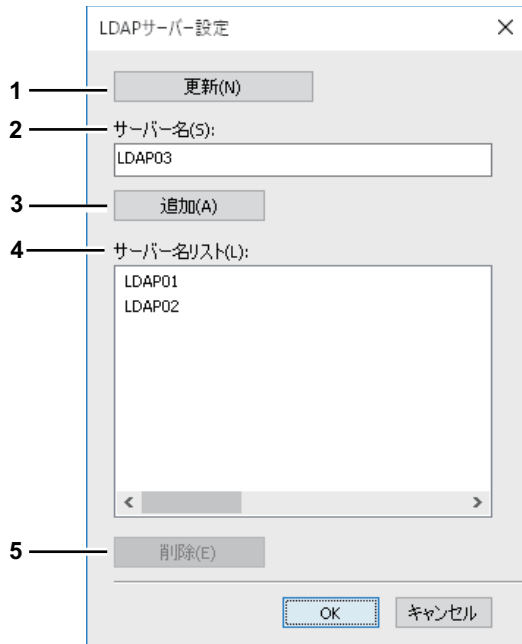 LDAPサーバー設定
1 更新(N)
2 サーバー名(S):
LDAP03
3 追加(A)
4 サーバー名リスト(L):
LDAP01
LDAP02
5 削除(E)
OK キャンセル